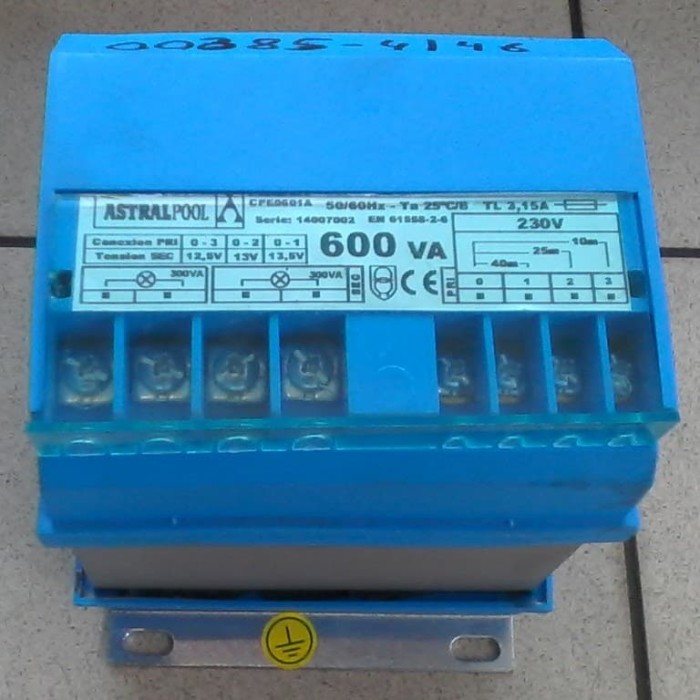 00385-4146
ASTRALPOOL CPE0601A 50/60Hz - Ta 25ºC/B TL 3,15A
Serie: 14007002 EN 61558-2-6
230V
Conexion PRI 0 - 3 0 - 2 0 - 1
Tension SEC 12,5V 13V 13,5V
600 VA
10m
25m
40m
300VA 300VA
SEC CE PRI 0 1 2 3